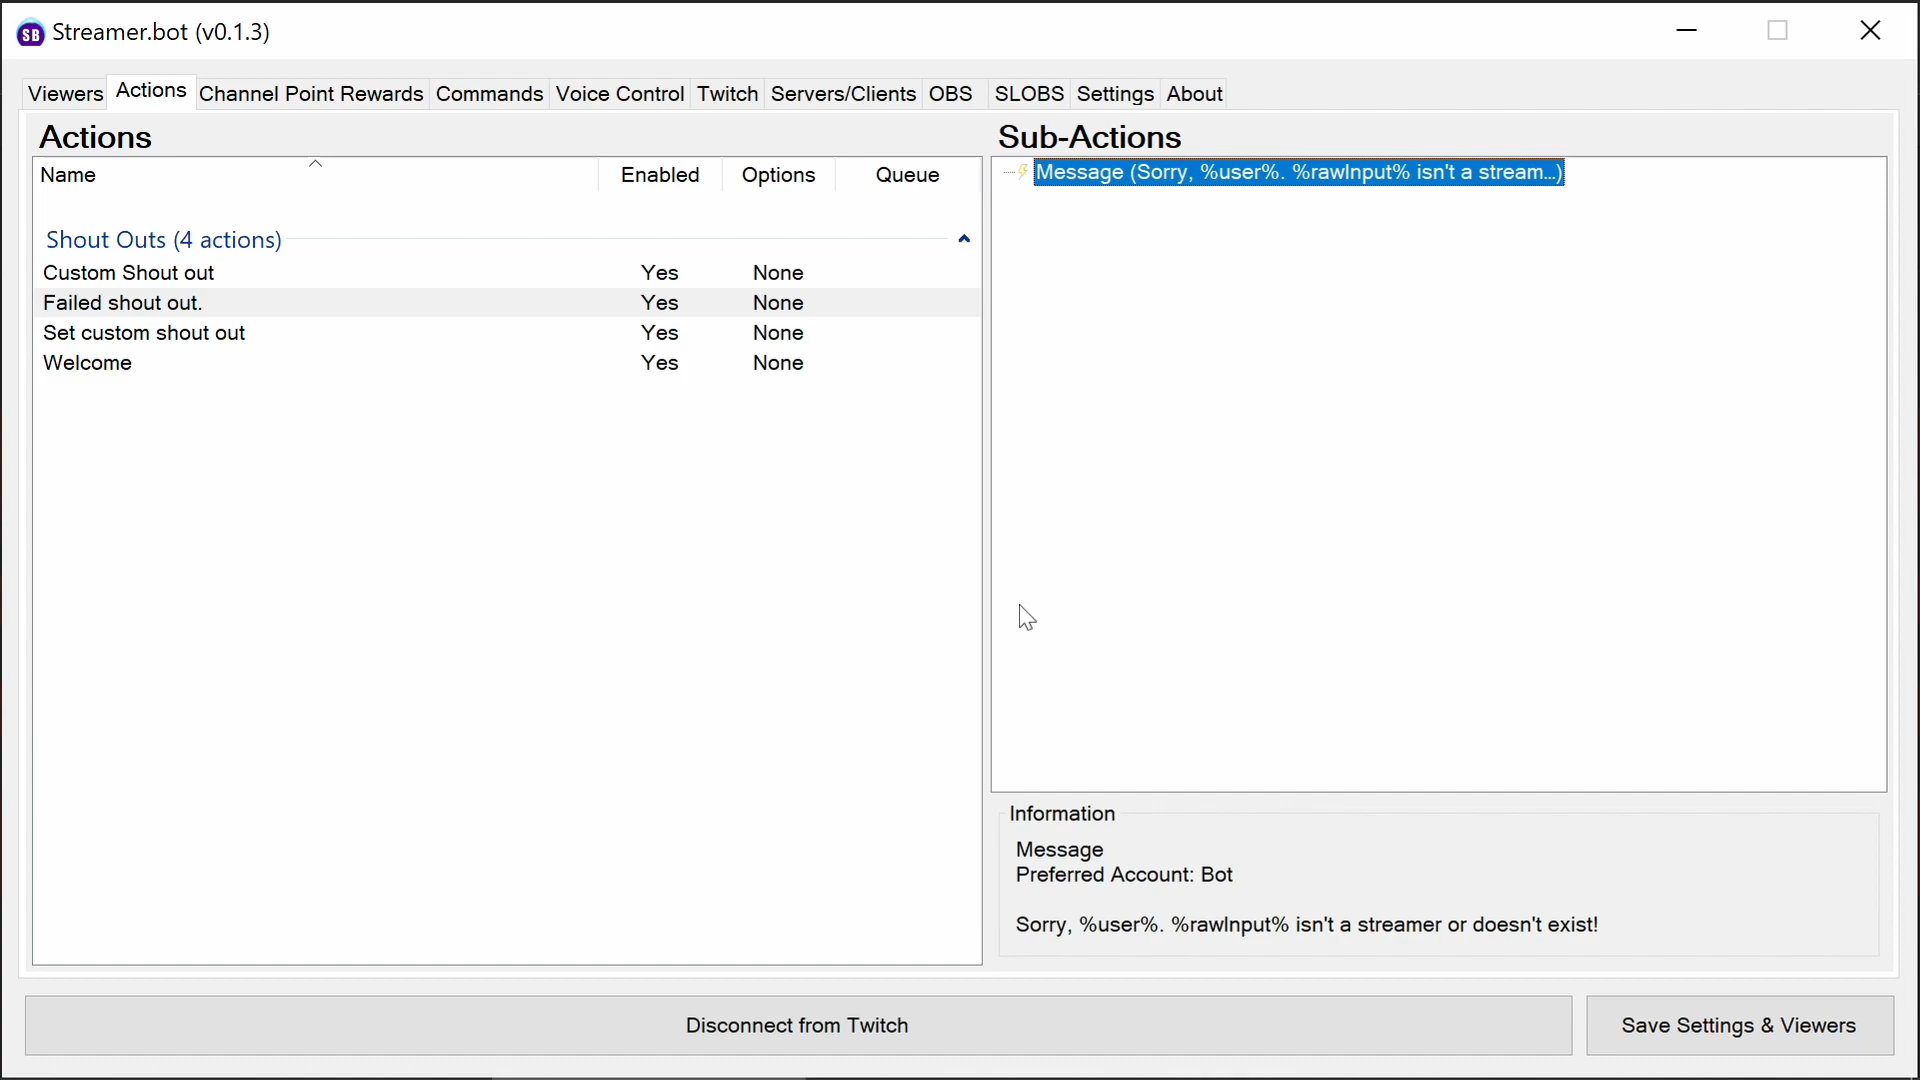 SB Streamer.bot (v0.1.3)
Viewers Actions Channel Point Rewards Commands Voice Control Twitch Servers/Clients OBS SLOBS Settings About
Actions
Name Enabled Options Queue
Shout Outs (4 actions)
Custom Shout out Yes None
Failed shout out. Yes None
Set custom shout out Yes None
Welcome Yes None
Sub-Actions
Message (Sorry, %user%. %rawInput% isn't a stream...)
Information
Message
Preferred Account: Bot
Sorry, %user%. %rawInput% isn't a streamer or doesn't exist!
Disconnect from Twitch
Save Settings & Viewers